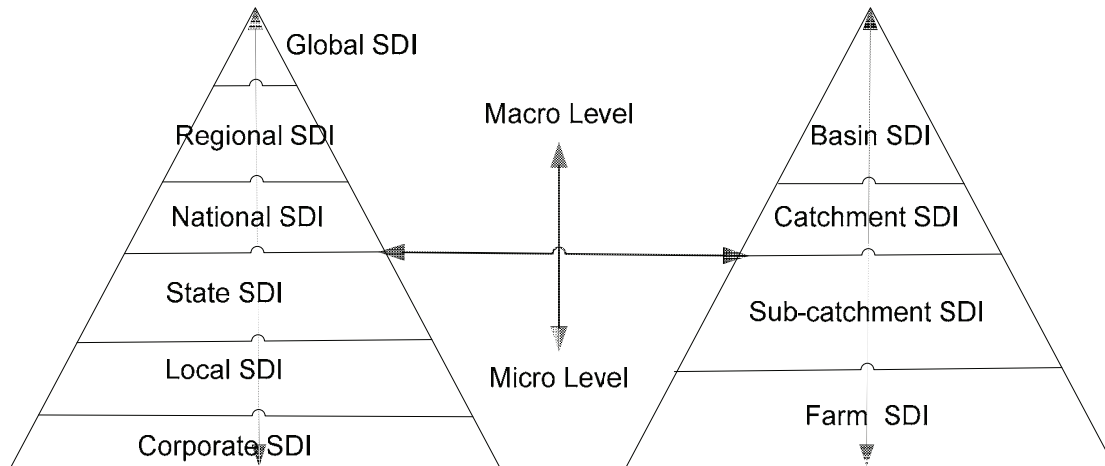 Global SDI
Regional SDI
National SDI
State SDI
Local SDI
Corporate SDI
Macro Level
Micro Level
Basin SDI
Catchment SDI
Sub-catchment SDI
Farm SDI